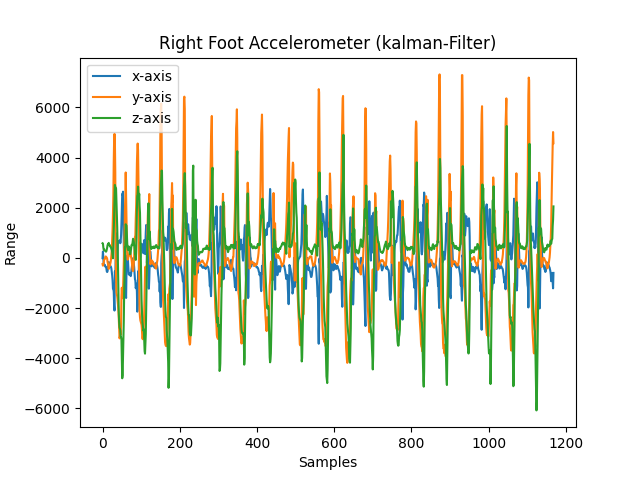 Right Foot Accelerometer (kalman-Filter)
x-axis
y-axis
z-axis
6000
4000
2000
0
−2000
−4000
−6000
Range
0 200 400 600 800 1000 1200
Samples